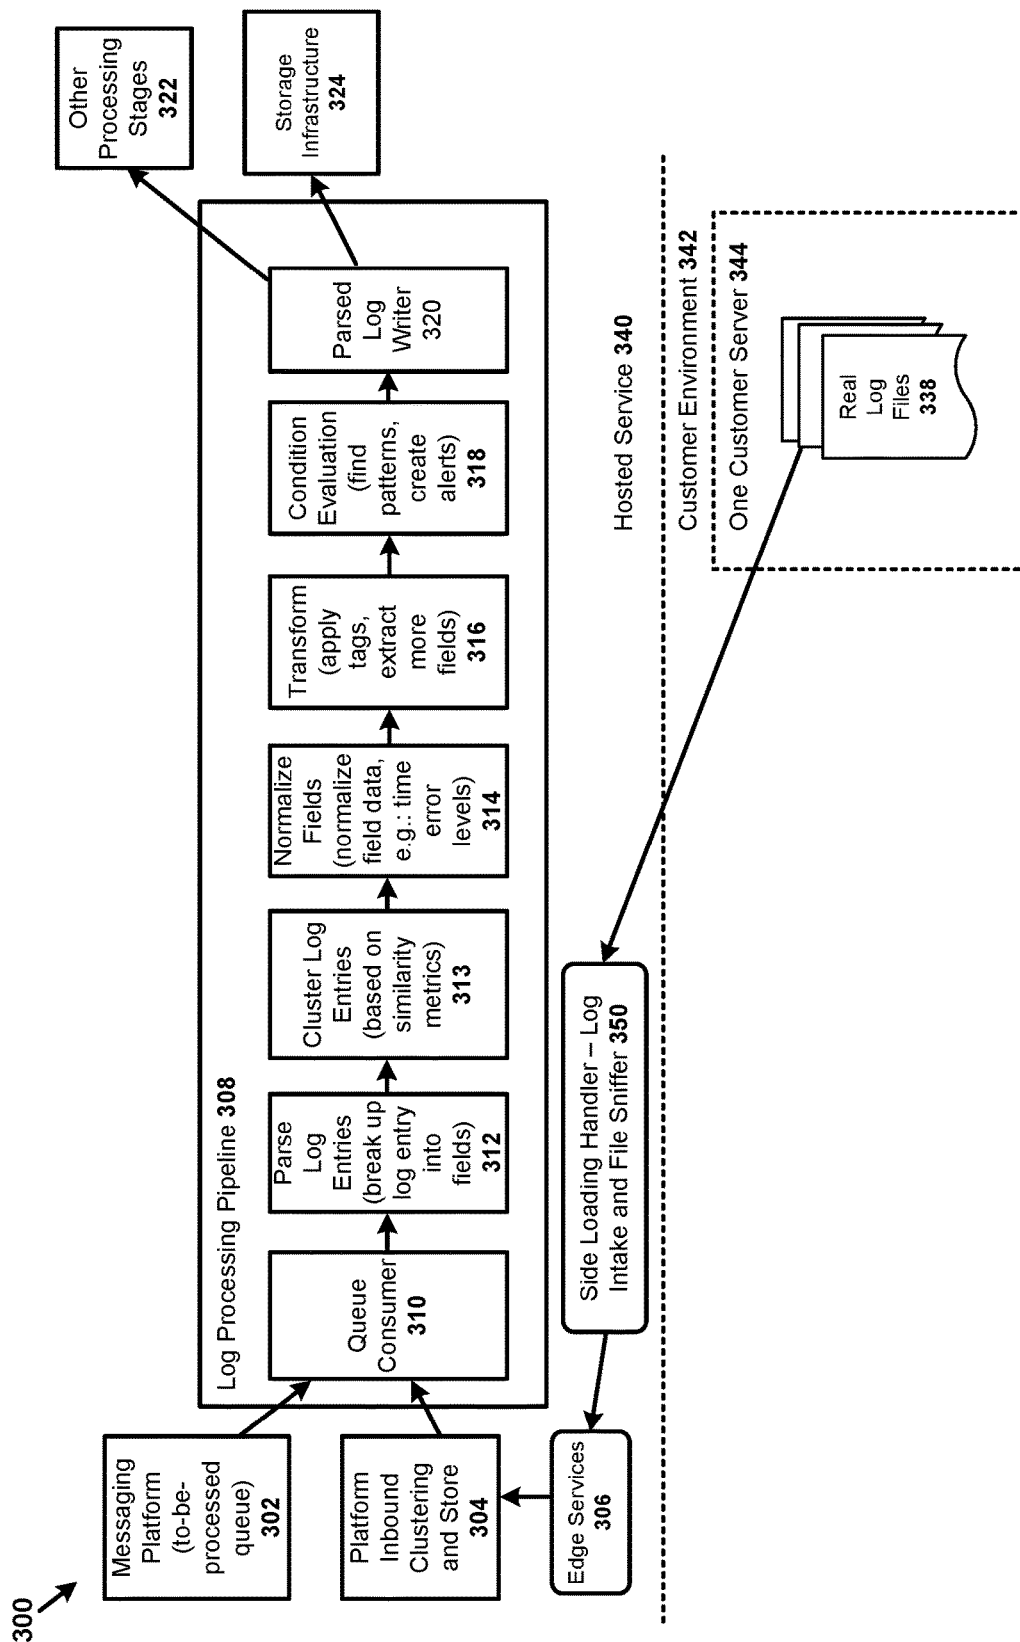 300
Messaging
Platform
(to-be-
processed
queue)
302
Platform
Inbound
Clustering
and Store
304
Edge Services
306
Log Processing Pipeline 308
Queue
Consumer
310
Parse
Log
Entries
(break up
log entry
into
fields)
312
Cluster Log
Entries
(based on
similarity
metrics)
313
Normalize
Fields
(normalize
field data,
e.g.: time
error
levels)
314
Transform
(apply
tags,
extract
more
fields)
316
Condition
Evaluation
(find
patterns,
create
alerts)
318
Parsed
Log
Writer
320
Other
Processing
Stages
322
Storage
Infrastructure
324
Side Loading Handler – Log
Intake and File Sniffer 350
Hosted Service 340
Customer Environment 342
One Customer Server 344
Real
Log
Files
338